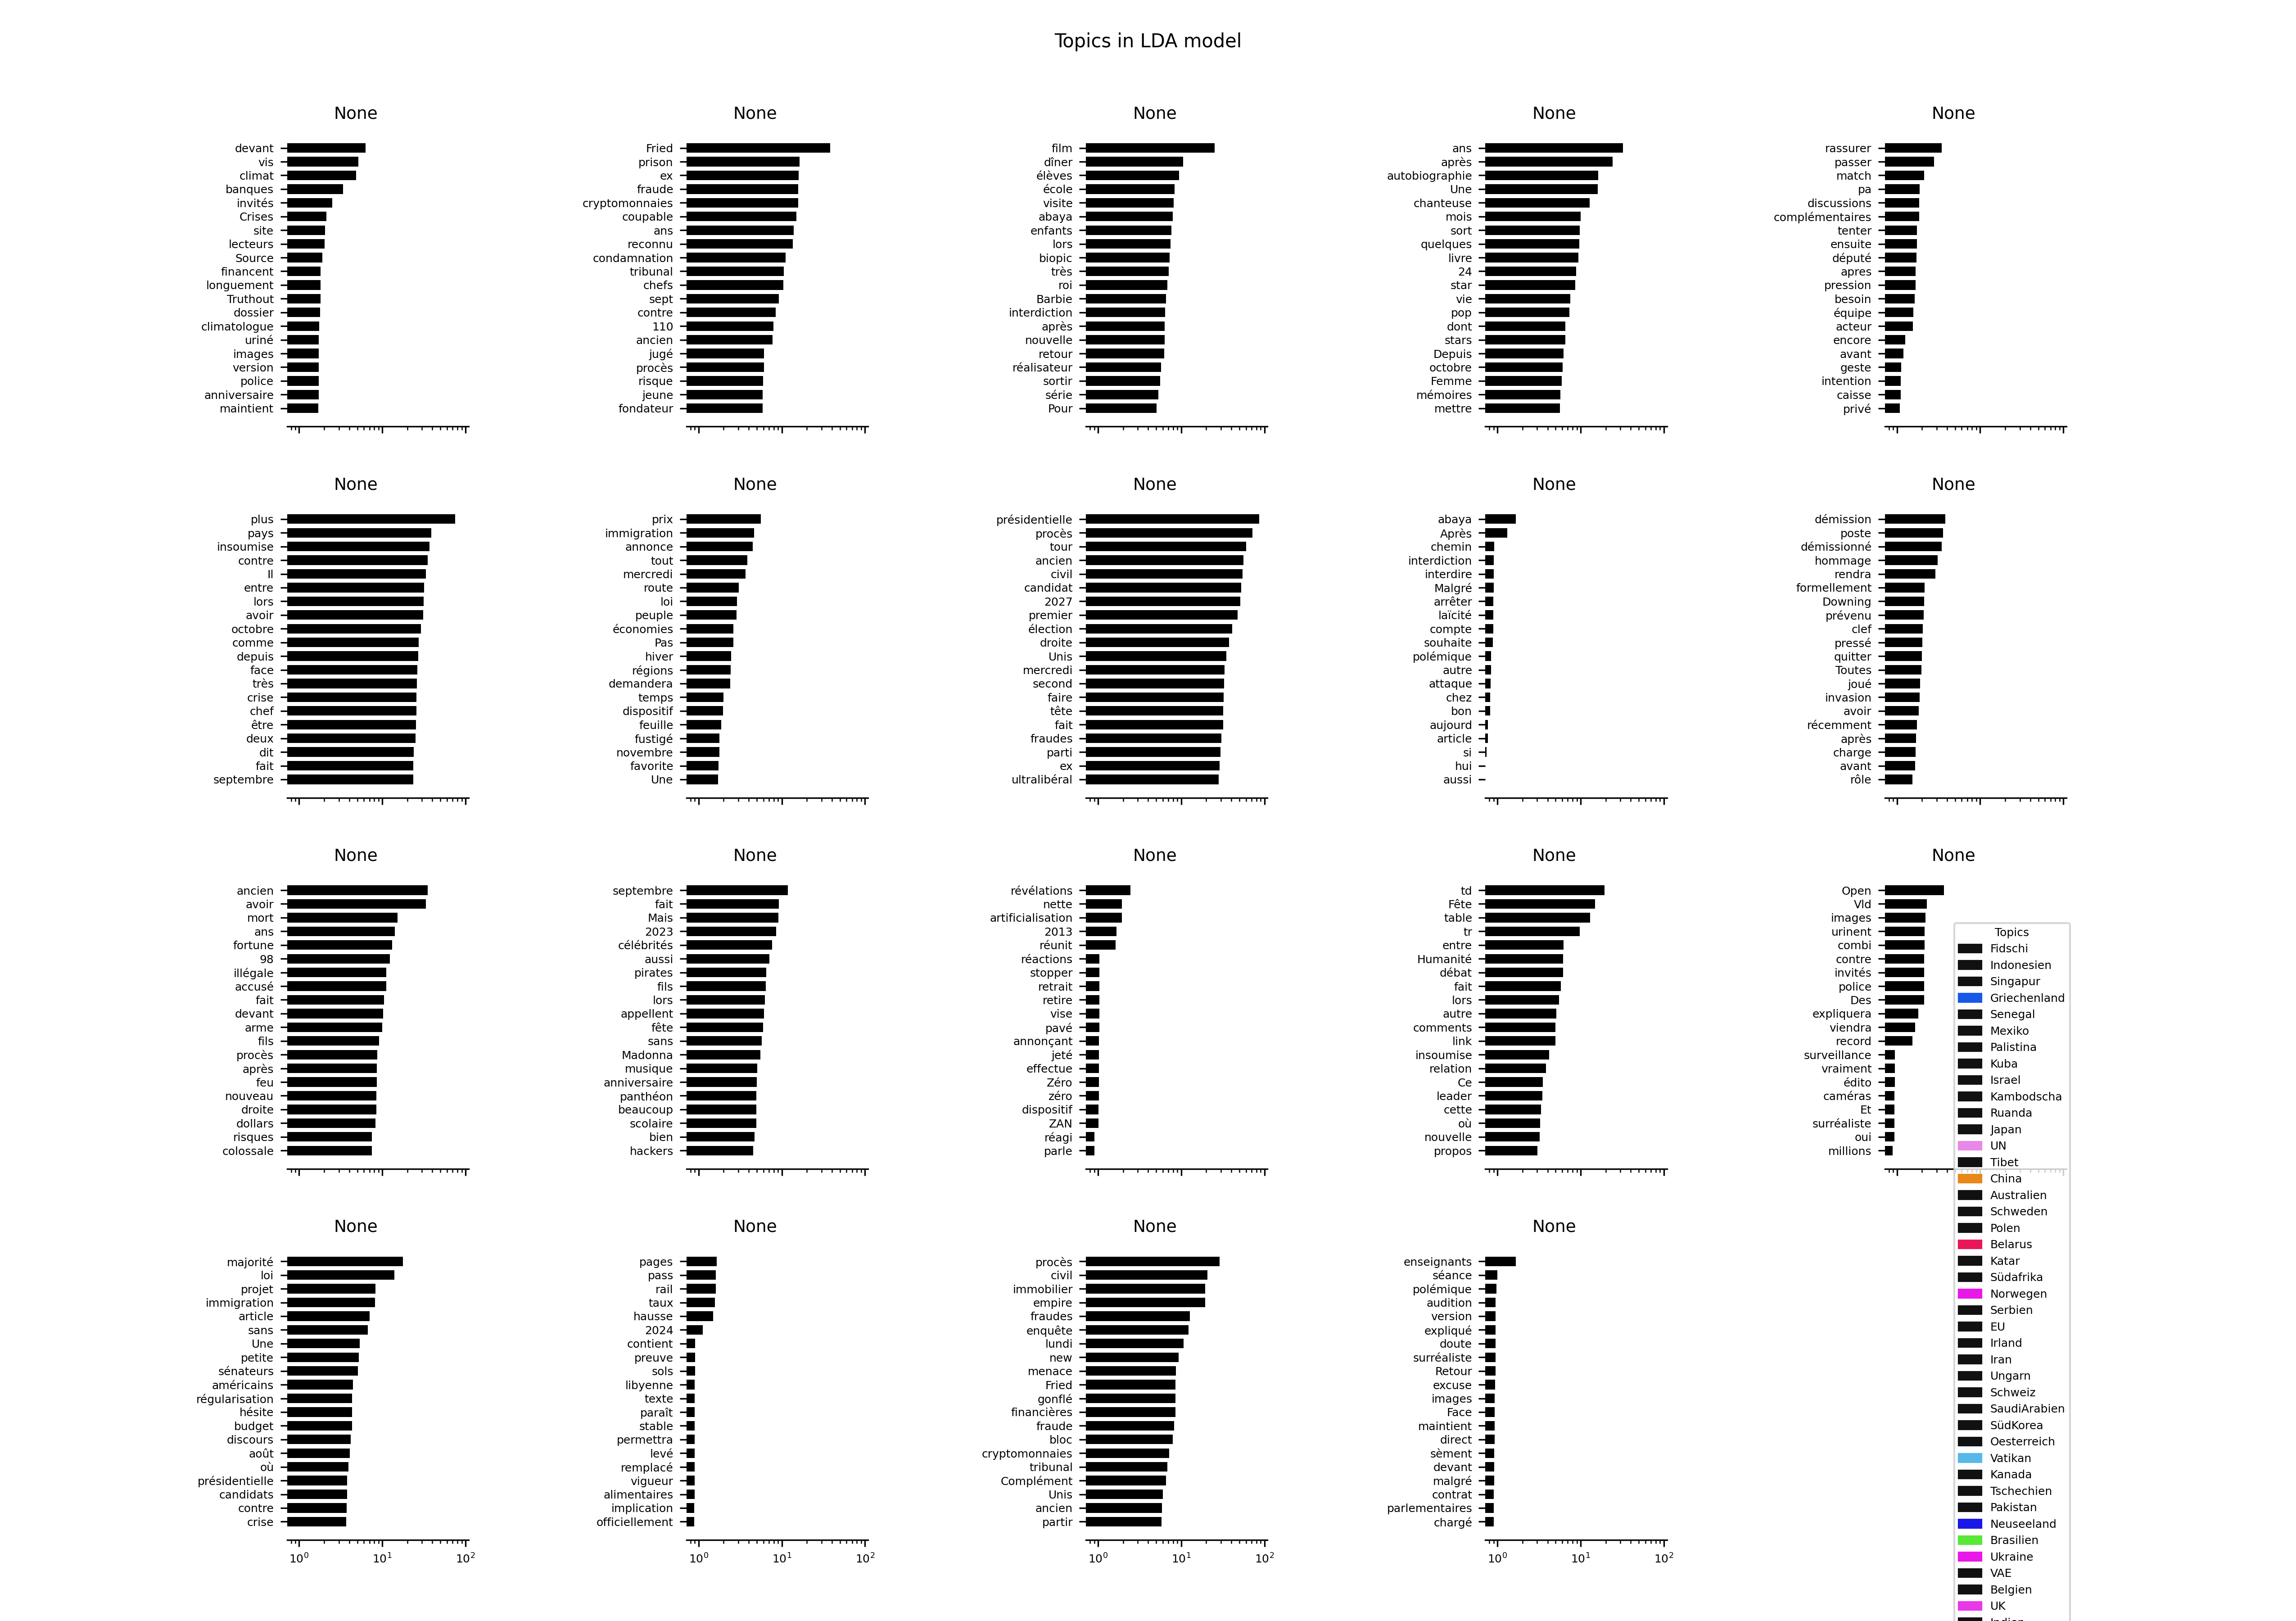 Topics in LDA model
None
devant
vis
climat
banques
invités
Crises
site
lecteurs
Source
financent
longuement
Truthout
dossier
climatologue
uriné
images
version
police
anniversaire
maintient
None
Fried
prison
ex
fraude
cryptomonnaies
coupable
ans
reconnu
condamnation
tribunal
chefs
sept
contre
110
ancien
jugé
procès
risque
jeune
fondateur
None
film
dîner
élèves
école
visite
abaya
enfants
lors
biopic
très
roi
Barbie
interdiction
après
nouvelle
retour
réalisateur
sortir
série
Pour
None
ans
après
autobiographie
Une
chanteuse
mois
sort
quelques
livre
24
star
vie
pop
dont
stars
Depuis
octobre
Femme
mémoires
mettre
None
rassurer
passer
match
pa
discussions
complémentaires
tenter
ensuite
député
apres
pression
besoin
équipe
acteur
encore
avant
geste
intention
caisse
privé
None
plus
pays
insoumise
contre
Il
entre
lors
avoir
octobre
comme
depuis
face
très
crise
chef
être
deux
dit
fait
septembre
None
prix
immigration
annonce
tout
mercredi
route
loi
peuple
économies
Pas
hiver
régions
demandera
temps
dispositif
feuille
fustigé
novembre
favorite
Une
None
présidentielle
procès
tour
ancien
civil
candidat
2027
premier
élection
droite
Unis
mercredi
second
faire
tête
fait
fraudes
parti
ex
ultralibéral
None
abaya
Après
chemin
interdiction
interdire
Malgré
arrêter
laïcité
compte
souhaite
polémique
autre
attaque
chez
bon
aujourd
article
si
hui
aussi
None
démission
poste
démissionné
hommage
rendra
formellement
Downing
prévenu
clef
pressé
quitter
Toutes
joué
invasion
avoir
récemment
après
charge
avant
rôle
None
ancien
avoir
mort
ans
fortune
98
illégale
accusé
fait
devant
arme
fils
procès
après
feu
nouveau
droite
dollars
risques
colossale
None
septembre
fait
Mais
2023
célébrités
aussi
pirates
fils
lors
appellent
fête
sans
Madonna
musique
anniversaire
panthéon
beaucoup
scolaire
bien
hackers
None
révélations
nette
artificialisation
2013
réunit
réactions
stopper
retrait
retire
vise
pavé
annonçant
jeté
effectue
Zéro
zéro
dispositif
ZAN
réagi
parle
None
td
Fête
table
tr
entre
Humanité
débat
fait
lors
autre
comments
link
insoumise
relation
Ce
leader
cette
où
nouvelle
propos
None
Open
Vld
images
urinent
combi
contre
invités
police
Des
expliquera
viendra
record
surveillance
vraiment
édito
caméras
Et
surréaliste
oui
millions
None
majorité
loi
projet
immigration
article
sans
Une
petite
sénateurs
américains
régularisation
hésite
budget
discours
août
où
présidentielle
candidats
contre
crise
10⁰ 10¹ 10²
None
pages
pass
rail
taux
hausse
2024
contient
preuve
sols
libyenne
texte
paraît
stable
permettra
levé
remplacé
vigueur
alimentaires
implication
officiellement
10⁰ 10¹ 10²
None
procès
civil
immobilier
empire
fraudes
enquête
lundi
new
menace
Fried
gonflé
financières
fraude
bloc
cryptomonnaies
tribunal
Complément
Unis
ancien
partir
10⁰ 10¹ 10²
None
enseignants
séance
polémique
audition
version
expliqué
doute
surréaliste
Retour
excuse
images
Face
maintient
direct
sèment
devant
malgré
contrat
parlementaires
chargé
10⁰ 10¹ 10²
Topics
Fidschi
Indonesien
Singapur
Griechenland
Senegal
Mexiko
Palistina
Kuba
Israel
Kambodscha
Ruanda
Japan
UN
Tibet
China
Australien
Schweden
Polen
Belarus
Katar
Südafrika
Norwegen
Serbien
EU
Irland
Iran
Ungarn
Schweiz
SaudiArabien
SüdKorea
Oesterreich
Vatikan
Kanada
Tschechien
Pakistan
Neuseeland
Brasilien
Ukraine
VAE
Belgien
UK